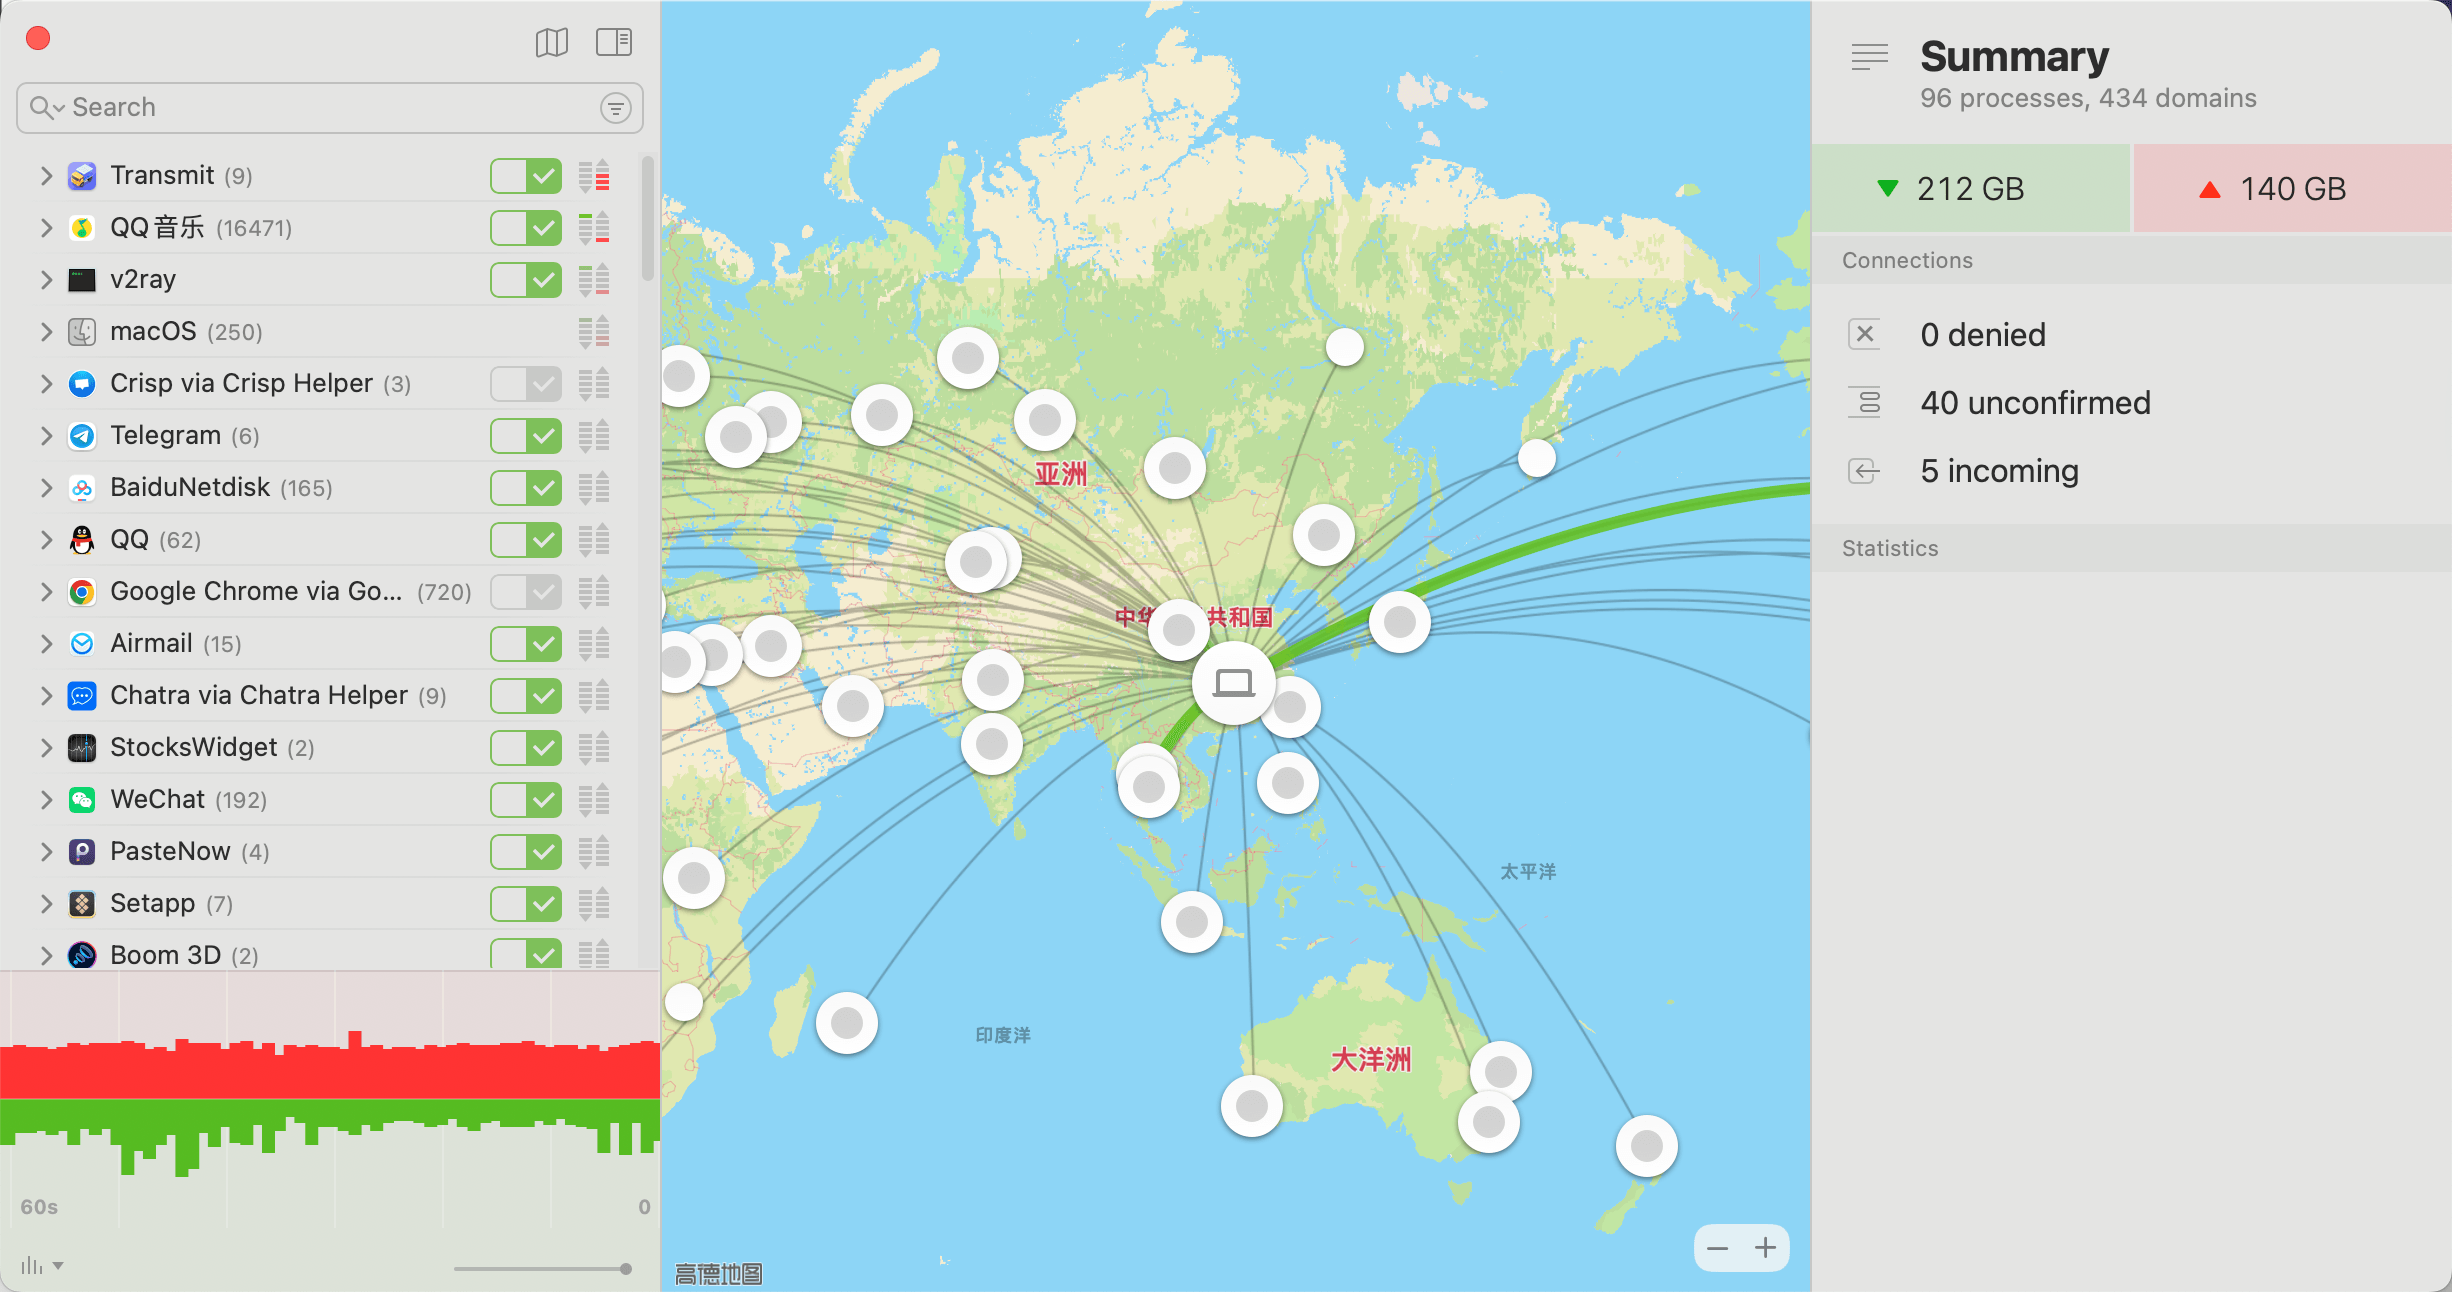 Search
Transmit (9)
QQ音乐 (16471)
v2ray
macOS (250)
Crisp via Crisp Helper (3)
Telegram (6)
BaiduNetdisk (165)
QQ (62)
Google Chrome via Go... (720)
Airmail (15)
Chatra via Chatra Helper (9)
StocksWidget (2)
WeChat (192)
PasteNow (4)
Setapp (7)
Boom 3D (2)
60s
0
亚洲
中华
共和国
太平洋
印度洋
大洋洲
高德地图
Summary
96 processes, 434 domains
212 GB
140 GB
Connections
0 denied
40 unconfirmed
5 incoming
Statistics